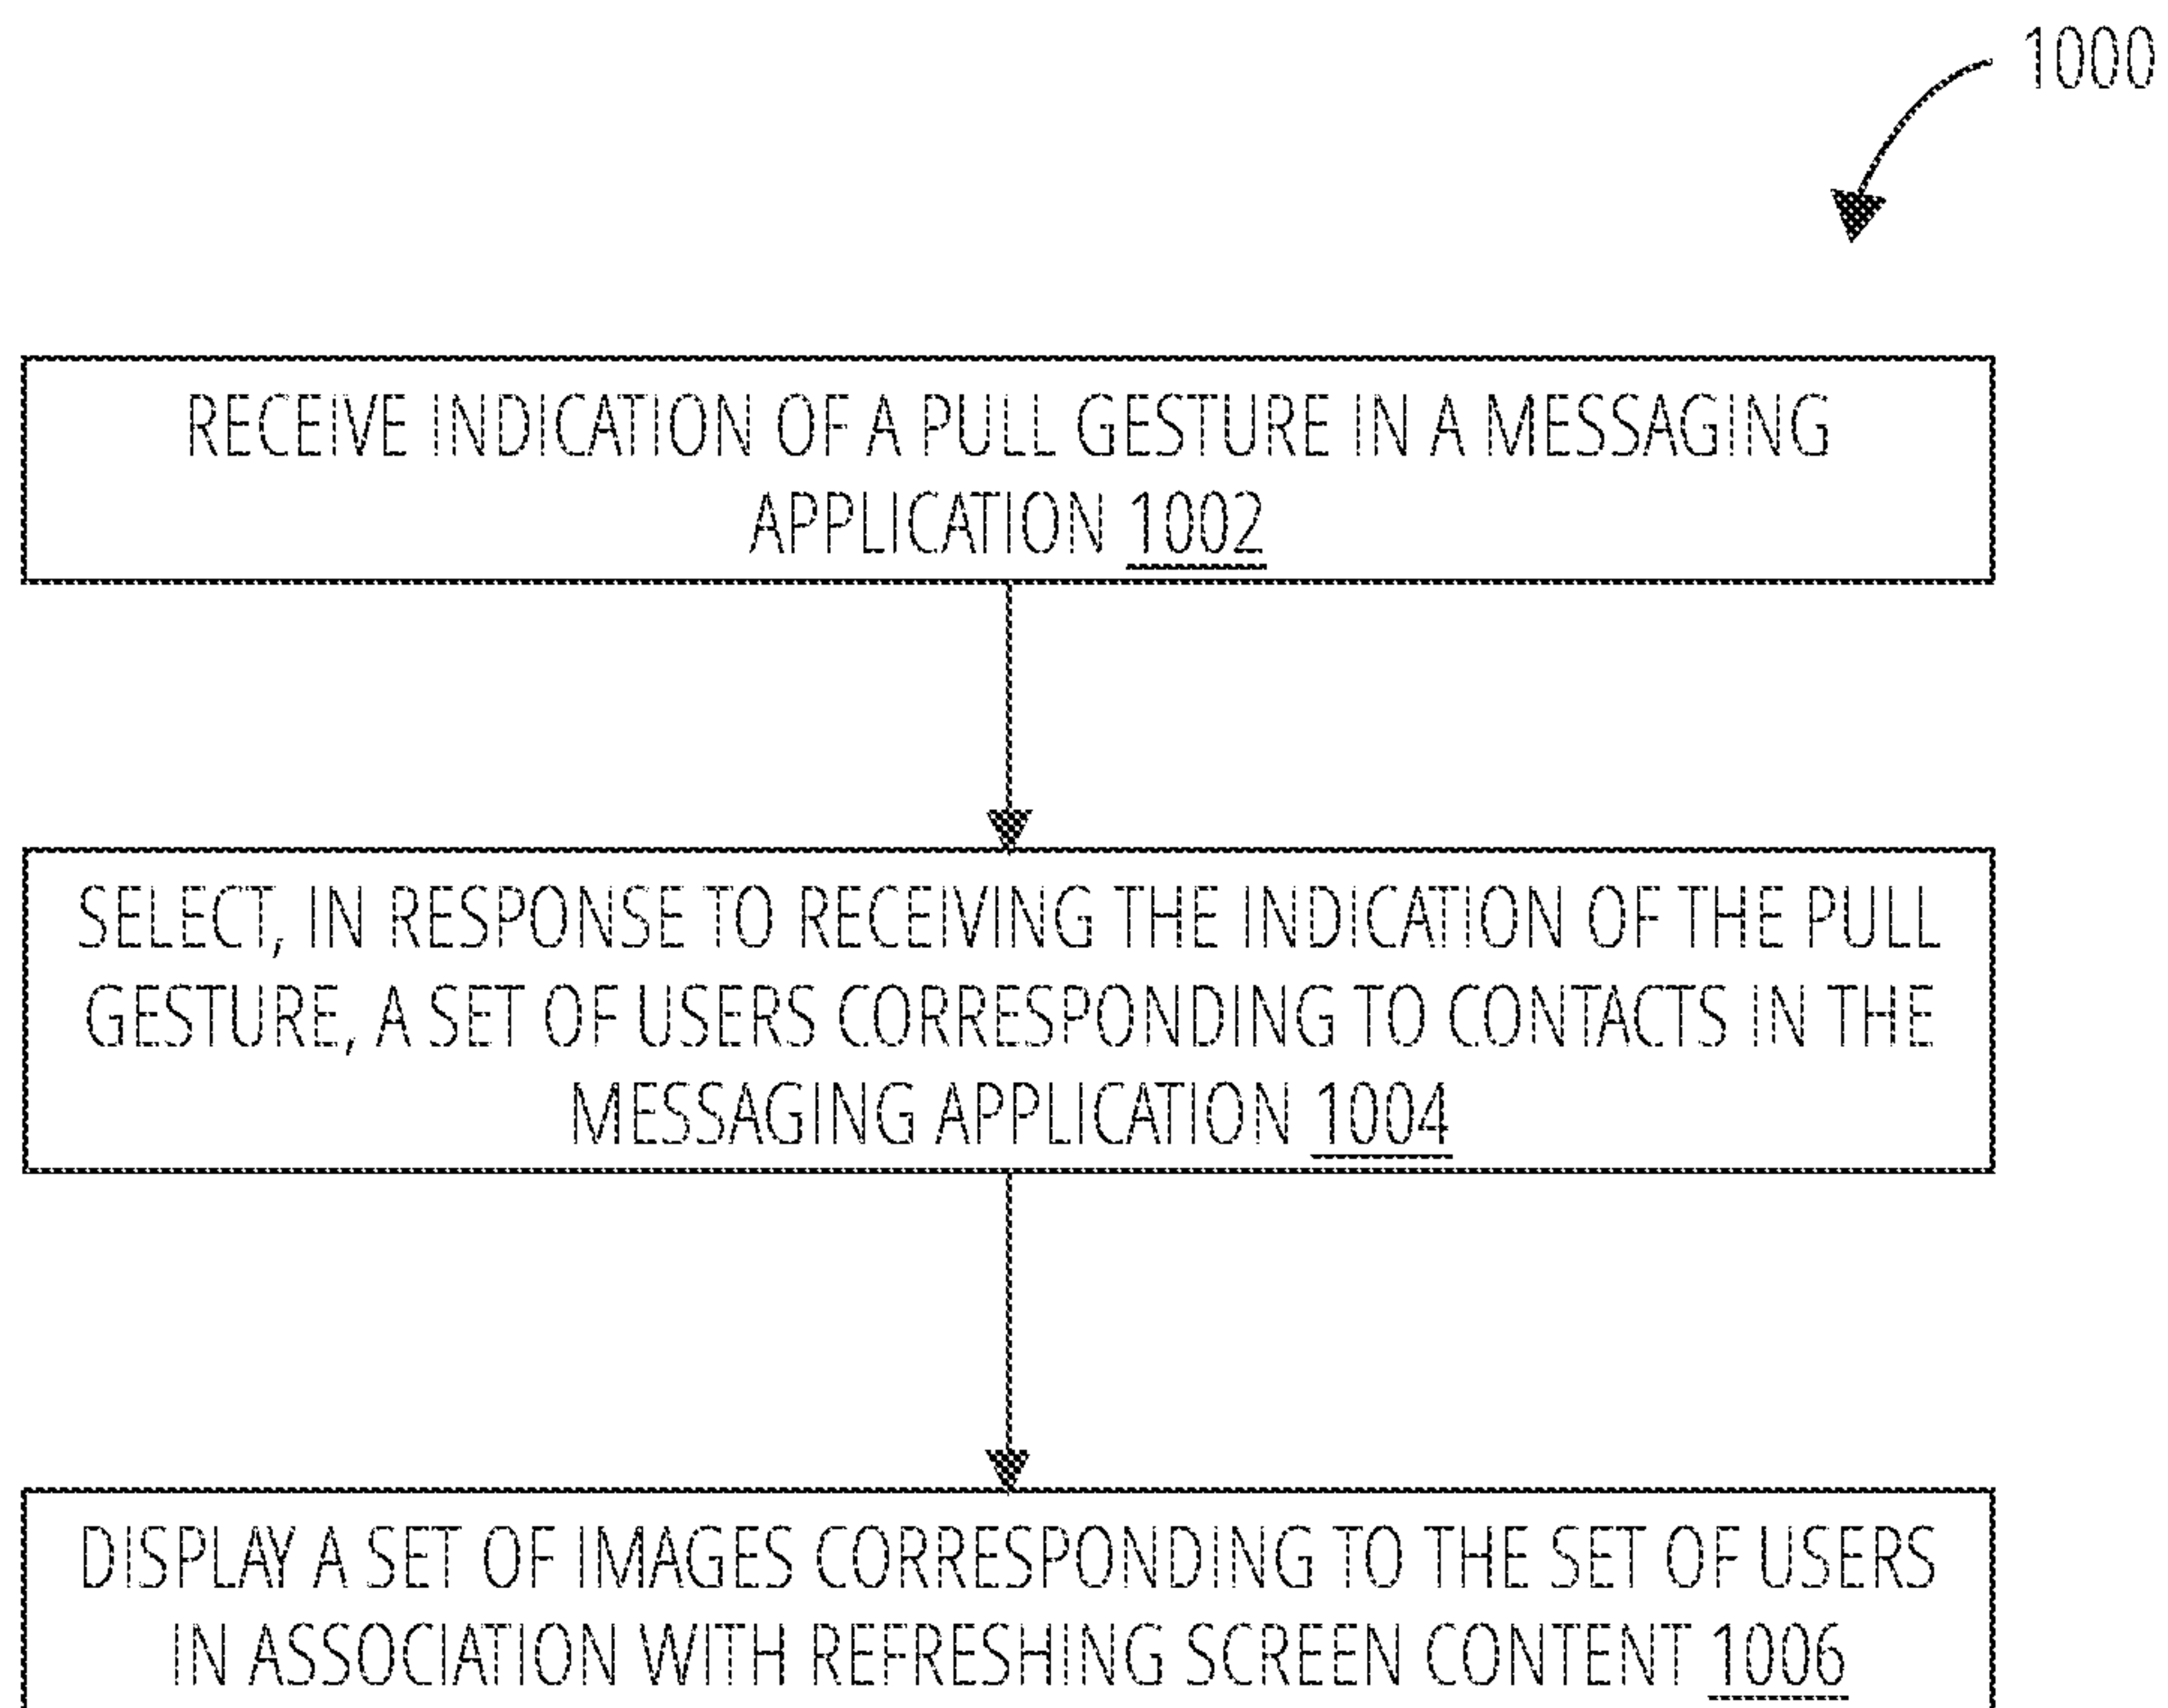 1000
RECEIVE INDICATION OF A PULL GESTURE IN A MESSAGING
APPLICATION 1002
SELECT, IN RESPONSE TO RECEIVING THE INDICATION OF THE PULL
GESTURE, A SET OF USERS CORRESPONDING TO CONTACTS IN THE
MESSAGING APPLICATION 1004
DISPLAY A SET OF IMAGES CORRESPONDING TO THE SET OF USERS
IN ASSOCIATION WITH REFRESHING SCREEN CONTENT 1006